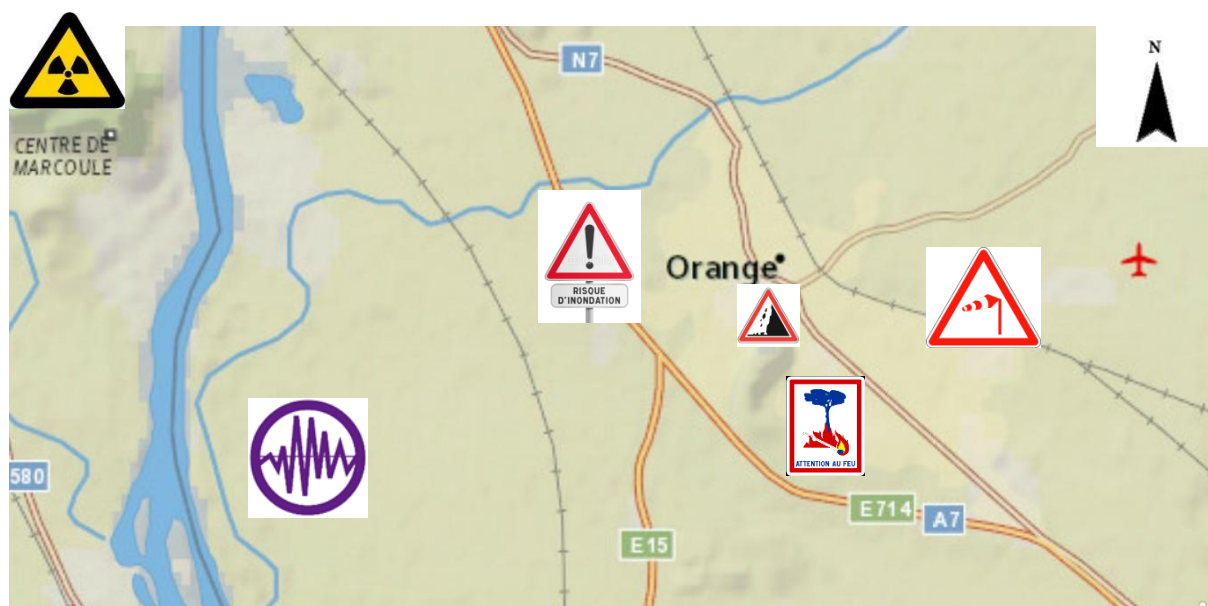 N
N7
CENTRE DE
MARCOULE
Orange
RISQUE
D'INONDATION
ATTENTION AU FEU
580
E714
A7
E15